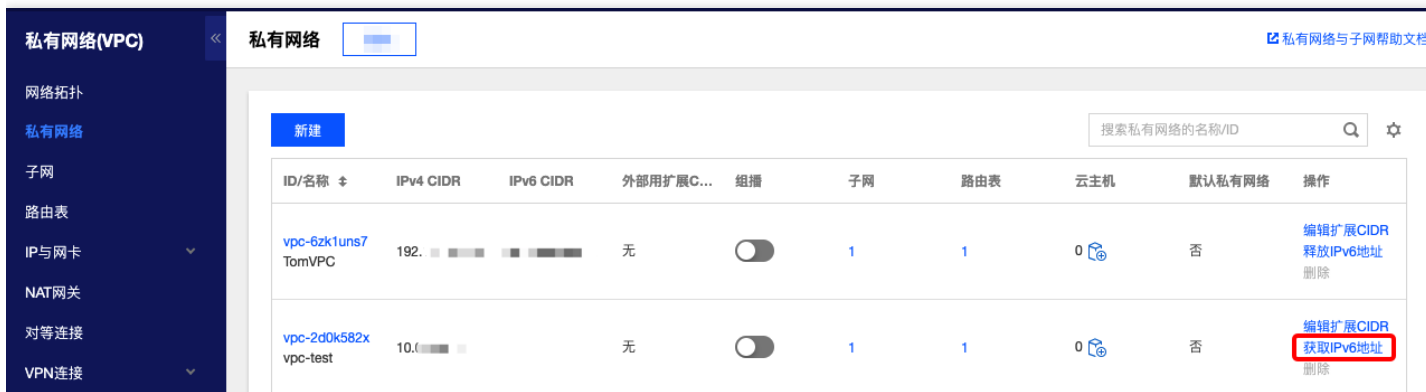 私有网络(VPC)
私有网络
私有网络与子网帮助文档
网络拓扑
私有网络
子网
路由表
IP与网卡
NAT网关
对等连接
VPN连接
新建
搜索私有网络的名称/ID
ID/名称 IPv4 CIDR IPv6 CIDR 外部用扩展C... 组播 子网 路由表 云主机 默认私有网络 操作
vpc-6zk1uns7
TomVPC
192.
无 1 1 0 否
编辑扩展CIDR
释放IPv6地址
删除
vpc-2d0k582x
vpc-test
10.
无 1 1 0 否
编辑扩展CIDR
获取IPv6地址
删除